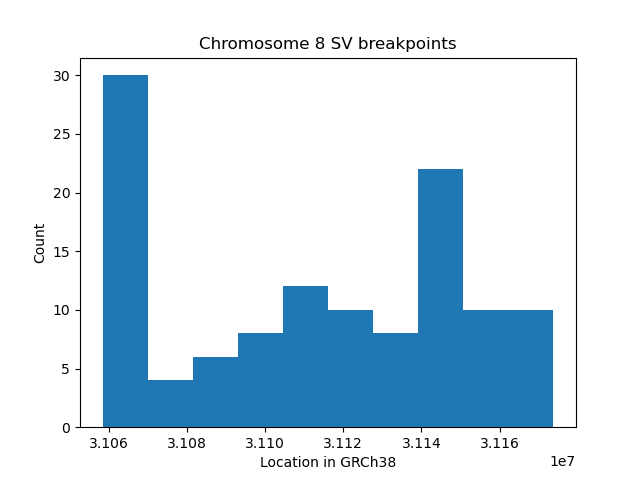 Chromosome 8 SV breakpoints
30
25
20
15
10
5
0
Count
3.106 3.108 3.110 3.112 3.114 3.116
Location in GRCh38
1e7